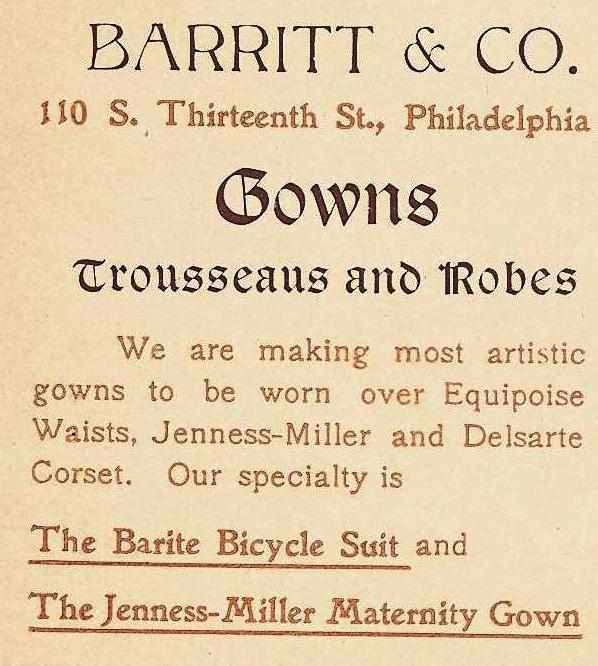 BARRITT & CO.
110 S. Thirteenth St., Philadelphia
Gowns
Trousseaus and Robes
We are making most artistic
gowns to be worn over Equipoise
Waists, Jenness-Miller and Delsarte
Corset. Our specialty is
The Barite Bicycle Suit and
The Jenness-Miller Maternity Gown